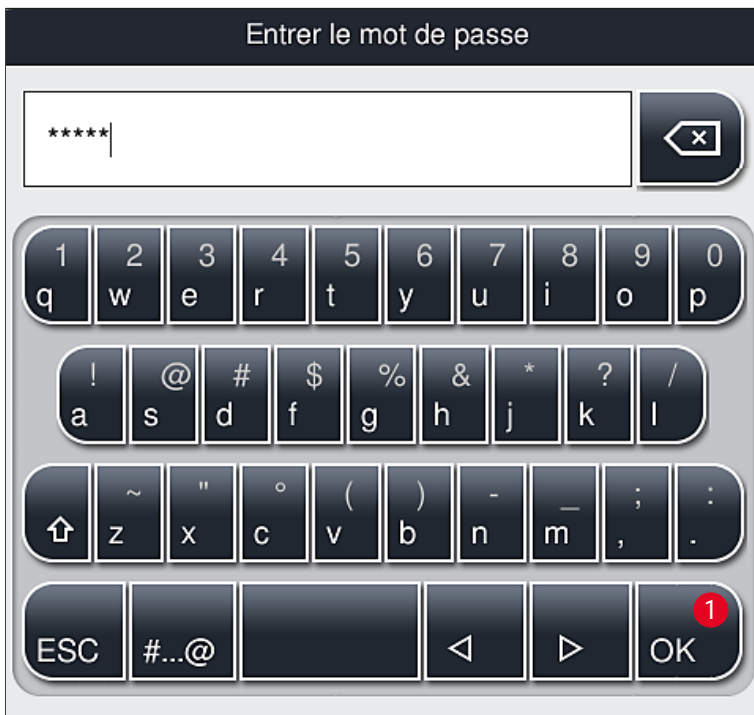 Entrer le mot de passe
*****
1 2 3 4 5 6 7 8 9 0
q w e r t y u i o p
! @ # $ % & * ? /
a s d f g h j k l
~ " ° ( ) - _ ; :
z x c v b n m , .
1
ESC #...@ OK